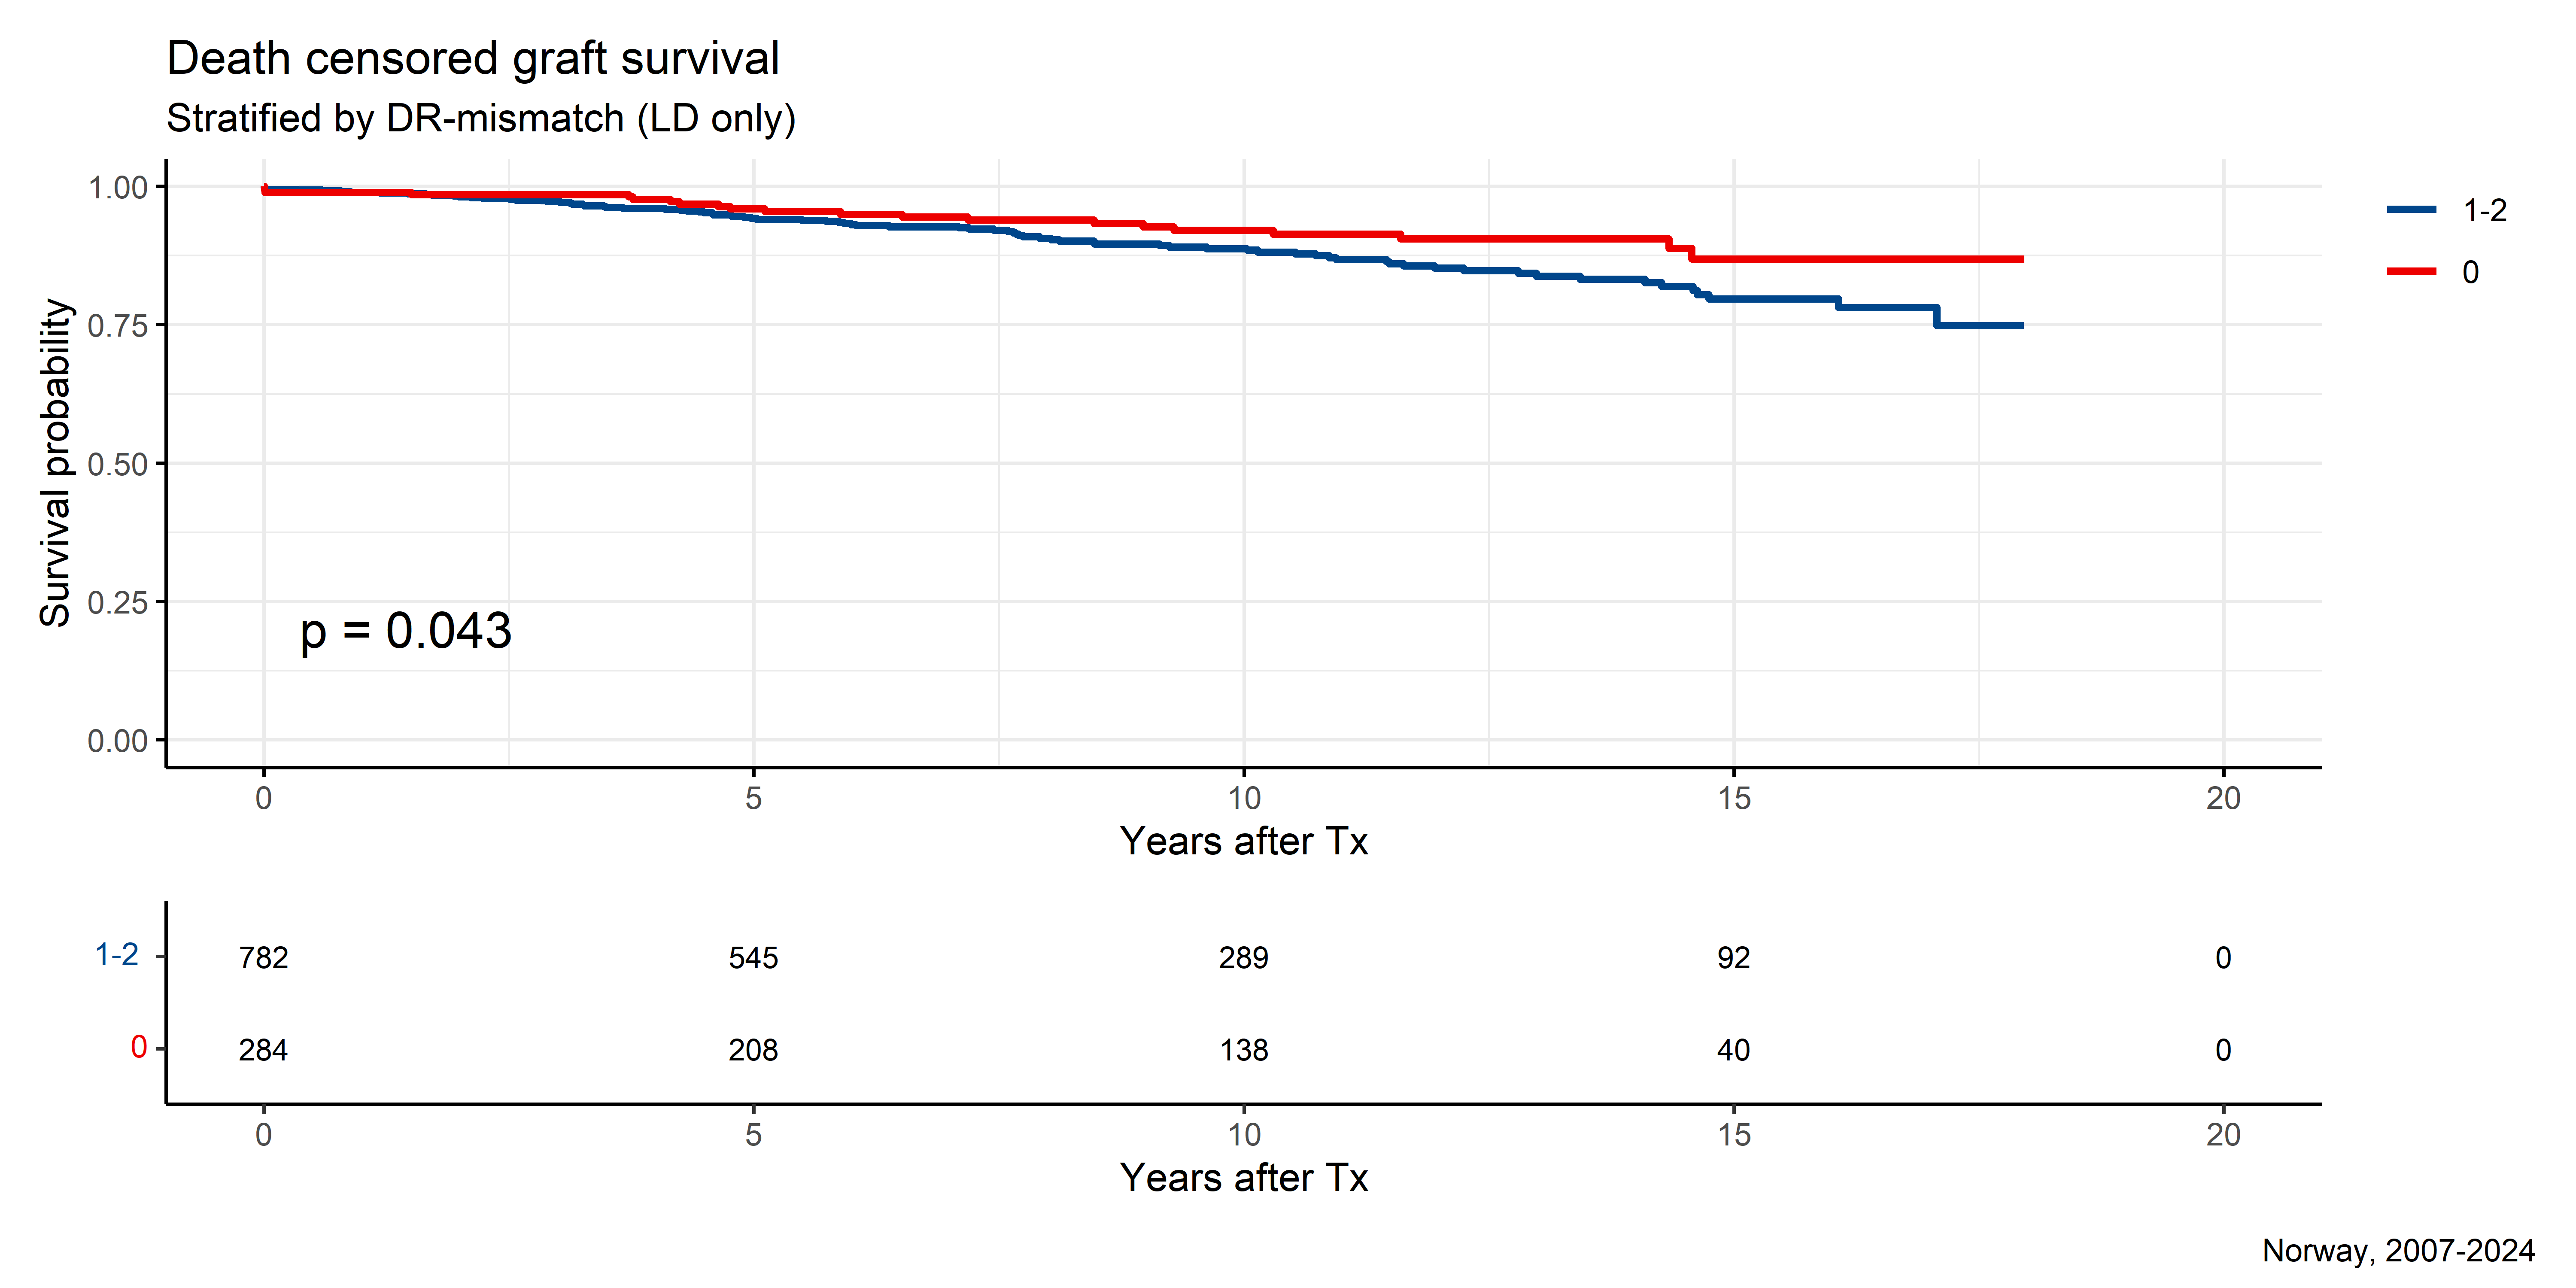 Death censored graft survival
Stratified by DR-mismatch (LD only)
Survival probability
1.00
0.75
0.50
0.25
0.00
p = 0.043
0 5 10 15 20
Years after Tx
1-2
0
1-2 782 545 289 92 0
0 284 208 138 40 0
0 5 10 15 20
Years after Tx
Norway, 2007-2024